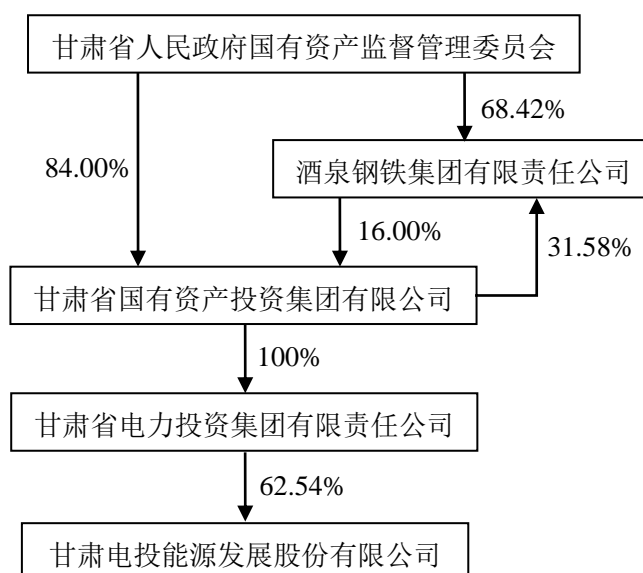 甘肃省人民政府国有资产监督管理委员会
68.42%
84.00%
酒泉钢铁集团有限责任公司
16.00%
31.58%
甘肃省国有资产投资集团有限公司
100%
甘肃省电力投资集团有限责任公司
62.54%
甘肃电投能源发展股份有限公司